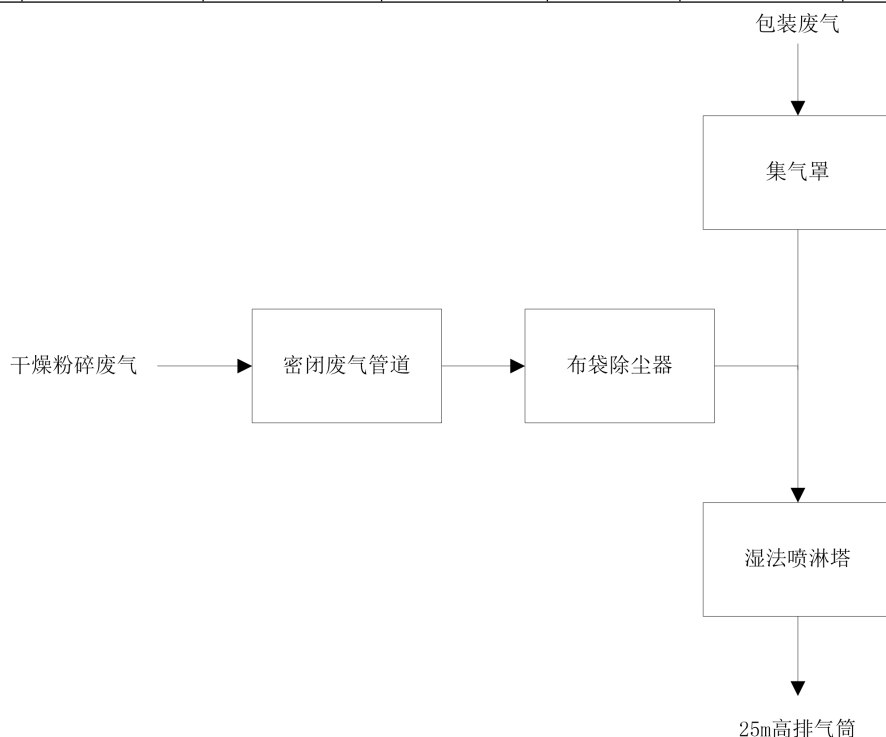 包装废气
集气罩
干燥粉碎废气
密闭废气管道
布袋除尘器
湿法喷淋塔
25m高排气筒